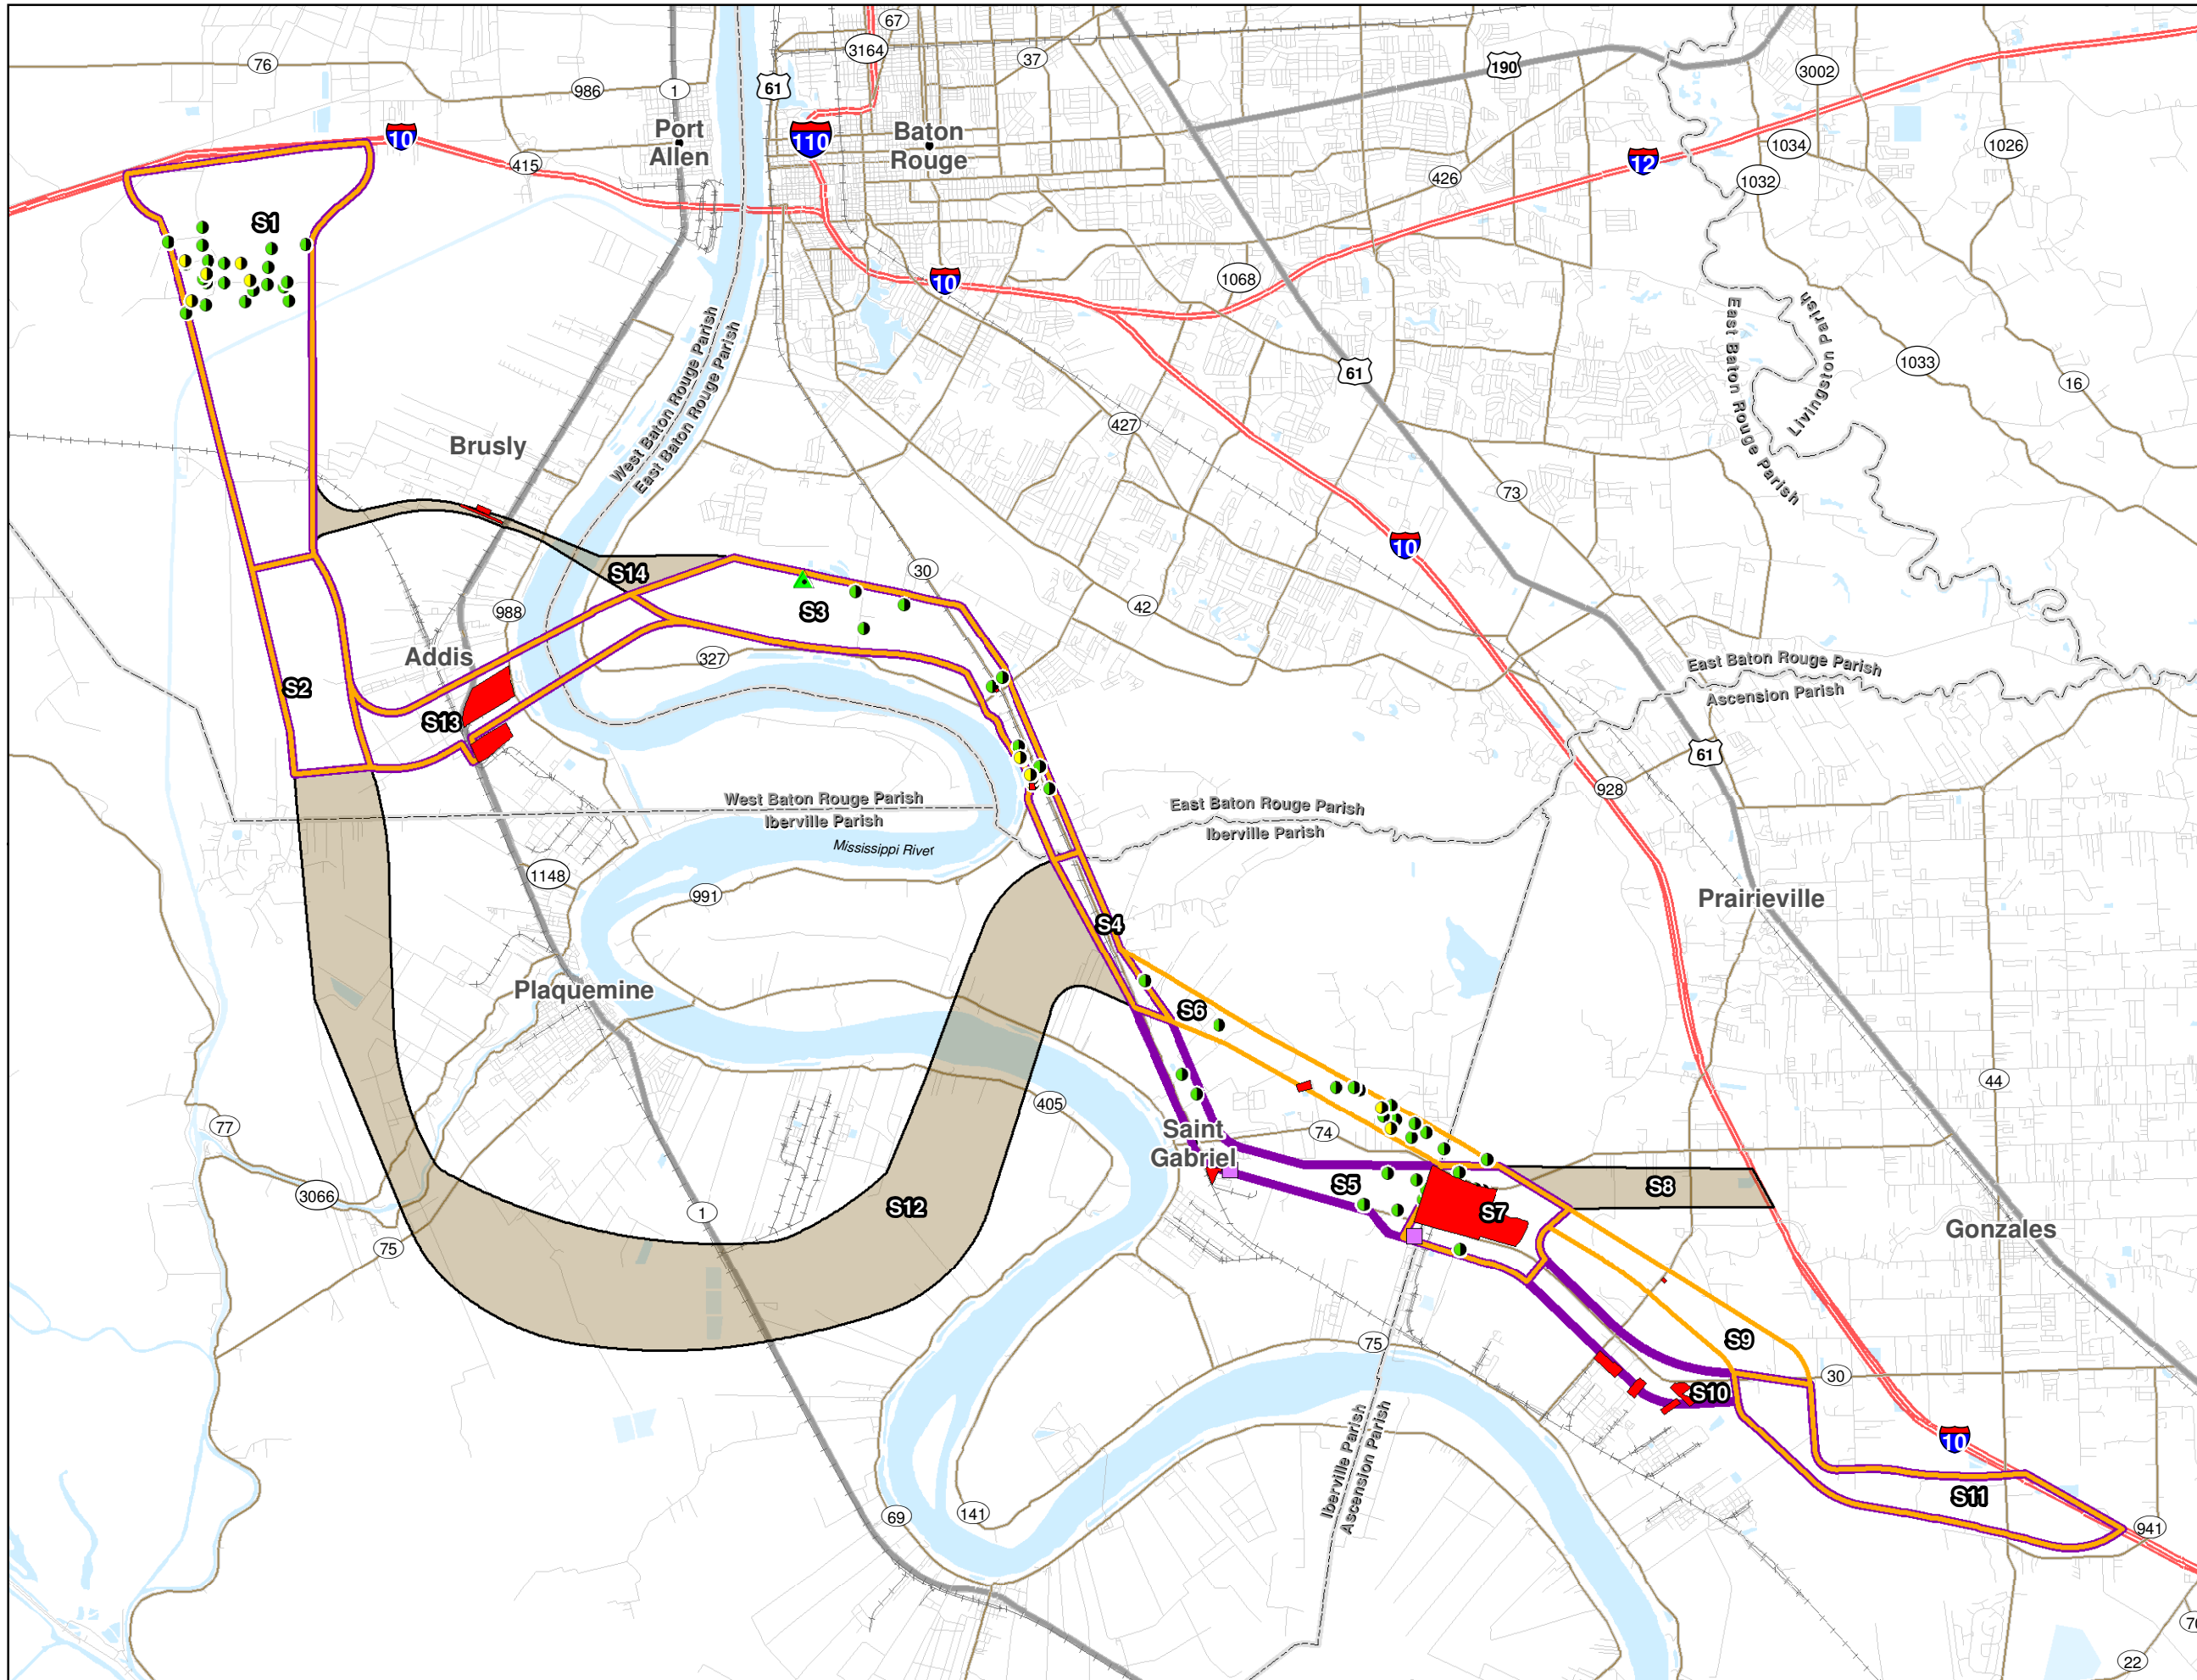 67
3164
76
37
61
190
3002
986
1
10
110
Baton
Rouge
Port
Allen
415
12
1034
1026
1032
426
S1
10
1068
West Baton Rouge Parish
East Baton Rouge Parish
East Baton Rouge Parish
Livingston Parish
61
1033
16
427
Brusly
73
10
30
S14
S3
988
42
327
Addis
S2
S13
East Baton Rouge Parish
Ascension Parish
61
928
West Baton Rouge Parish
Iberville Parish
Mississippi River
East Baton Rouge Parish
Iberville Parish
1148
991
Prairieville
S4
Plaquemine
S6
44
405
77
74
Saint
Gabriel
3066
S5
S8
S12
S7
1
75
Gonzales
S9
75
30
S10
Iberville Parish
Ascension Parish
10
S11
69
141
941
22